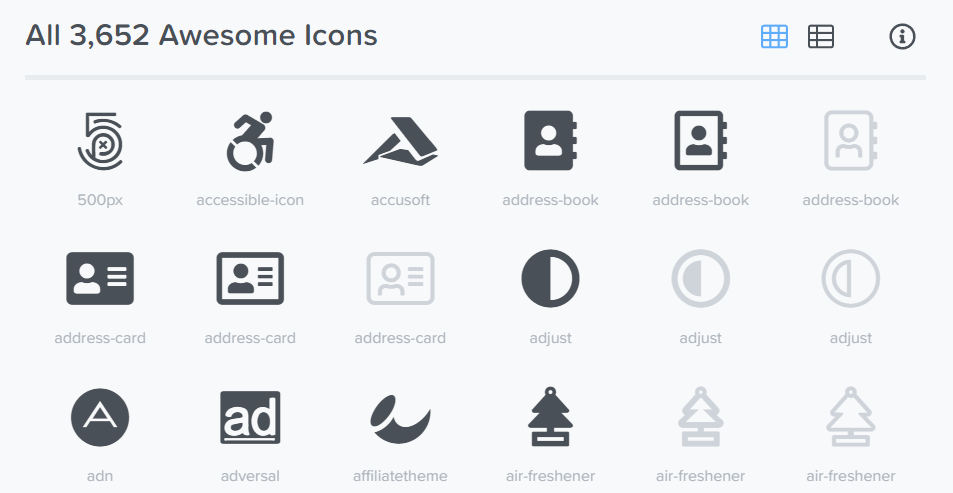 All 3,652 Awesome Icons
500px accessible-icon accusoft address-book address-book address-book
address-card address-card address-card adjust adjust adjust
ad
adn adversal affiliatetheme air-freshener air-freshener air-freshener